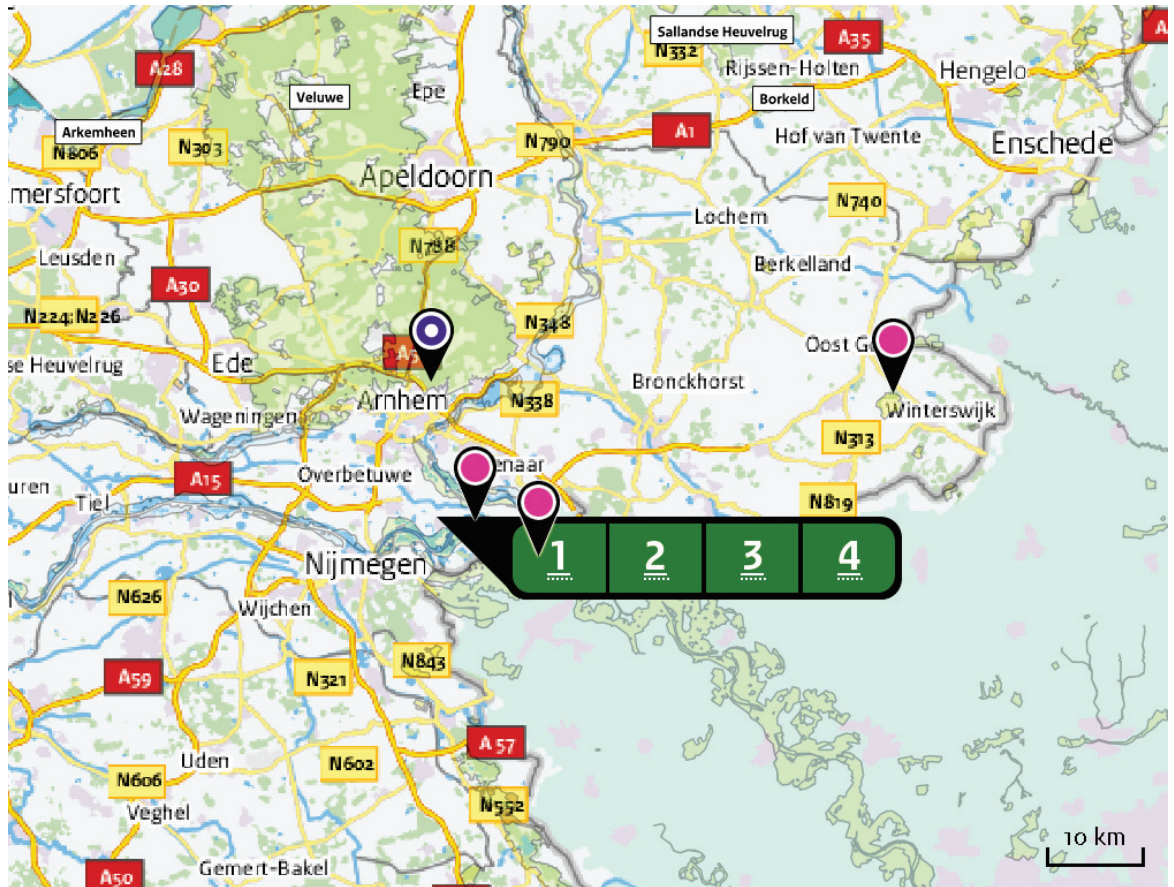 Sallandse Heuvelrug
A35
N332
Rijssen-Holten
Hengelo
A28
Veluwe
Epe
Borkeld
Arkemheen
N790
A1
Hof van Twente
Enschede
N806
N303
Apeldoorn
mersfoort
N740
Lochem
N788
Leusden
Berkelland
A30
N224;N226
N348
Oost G
se Heuvelrug
Ede
Bronckhorst
Arnhem
N338
Winterswijk
Wageningen
N313
enaar
Overbetuwe
A15
uren
Tiel
N819
1 2 3 4
Nijmegen
N626
Wijchen
N843
A59
N321
A 57
Uden
N602
N606
N552
Veghel
10 km
Gemert-Bakel
A50